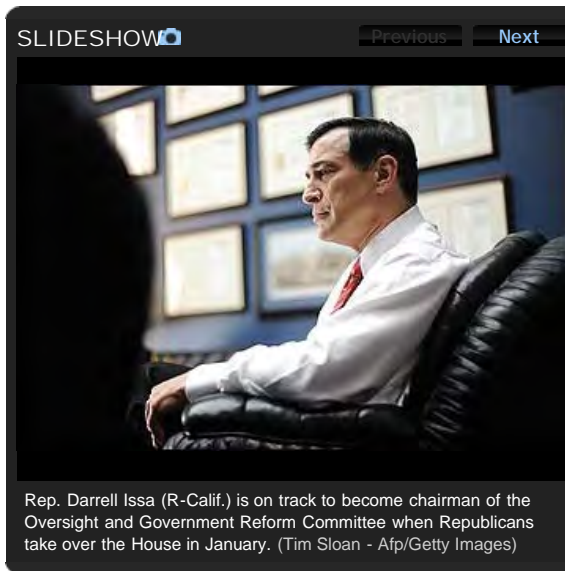 SLIDESHOW
Previous
Next
Rep. Darrell Issa (R-Calif.) is on track to become chairman of the
Oversight and Government Reform Committee when Republicans
take over the House in January. (Tim Sloan - Afp/Getty Images)